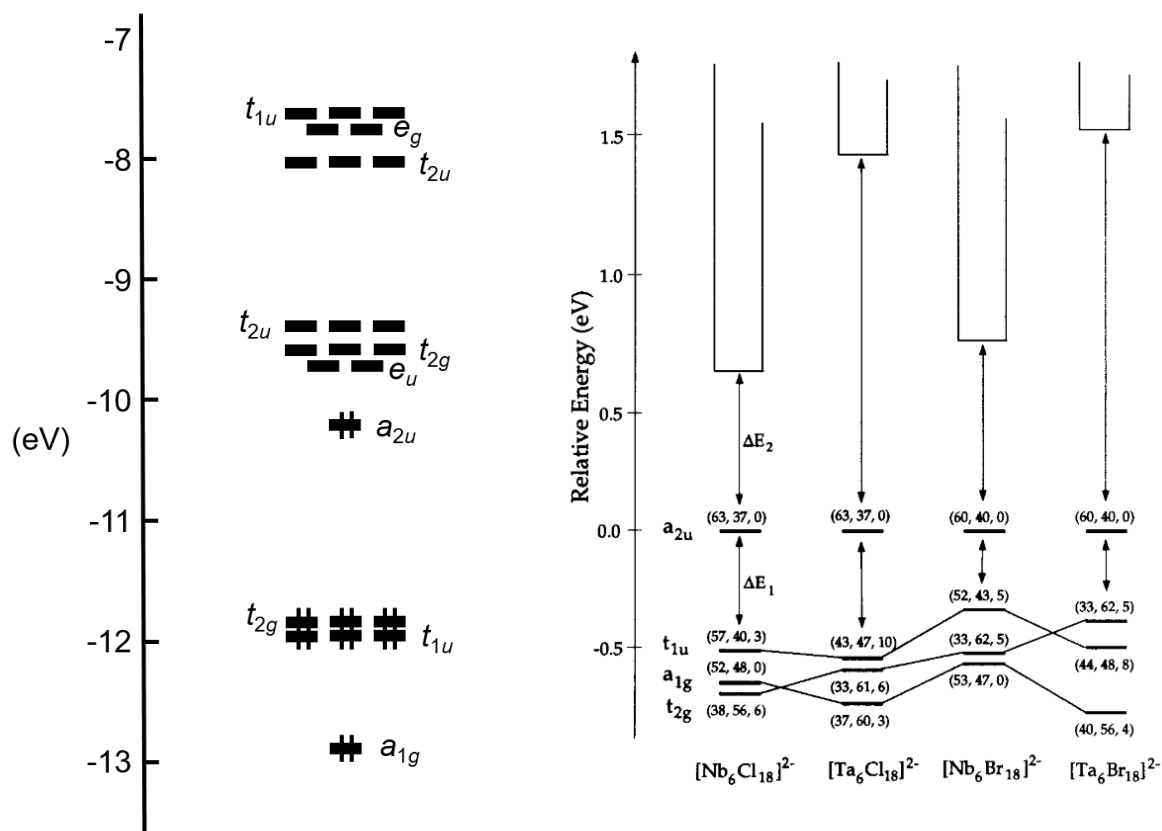 -7
t1u
eg
-8
t2u
-9
t2u
t2g
eu
-10
a2u
(eV)
-11
t2g
t1u
-12
a1g
-13
Relative Energy (eV)
1.5
1.0
0.5
0.0
-0.5
ΔE2
a2u
(63, 37, 0) (63, 37, 0) (60, 40, 0) (60, 40, 0)
ΔE1
(52, 43, 5) (33, 62, 5)
t1u (57, 40, 3) (43, 47, 10) (33, 62, 5)
a1g (52, 48, 0) (33, 61, 6) (53, 47, 0) (44, 48, 8)
t2g (38, 56, 6) (37, 60, 3) (40, 56, 4)
[Nb6Cl18]2- [Ta6Cl18]2- [Nb6Br18]2- [Ta6Br18]2-